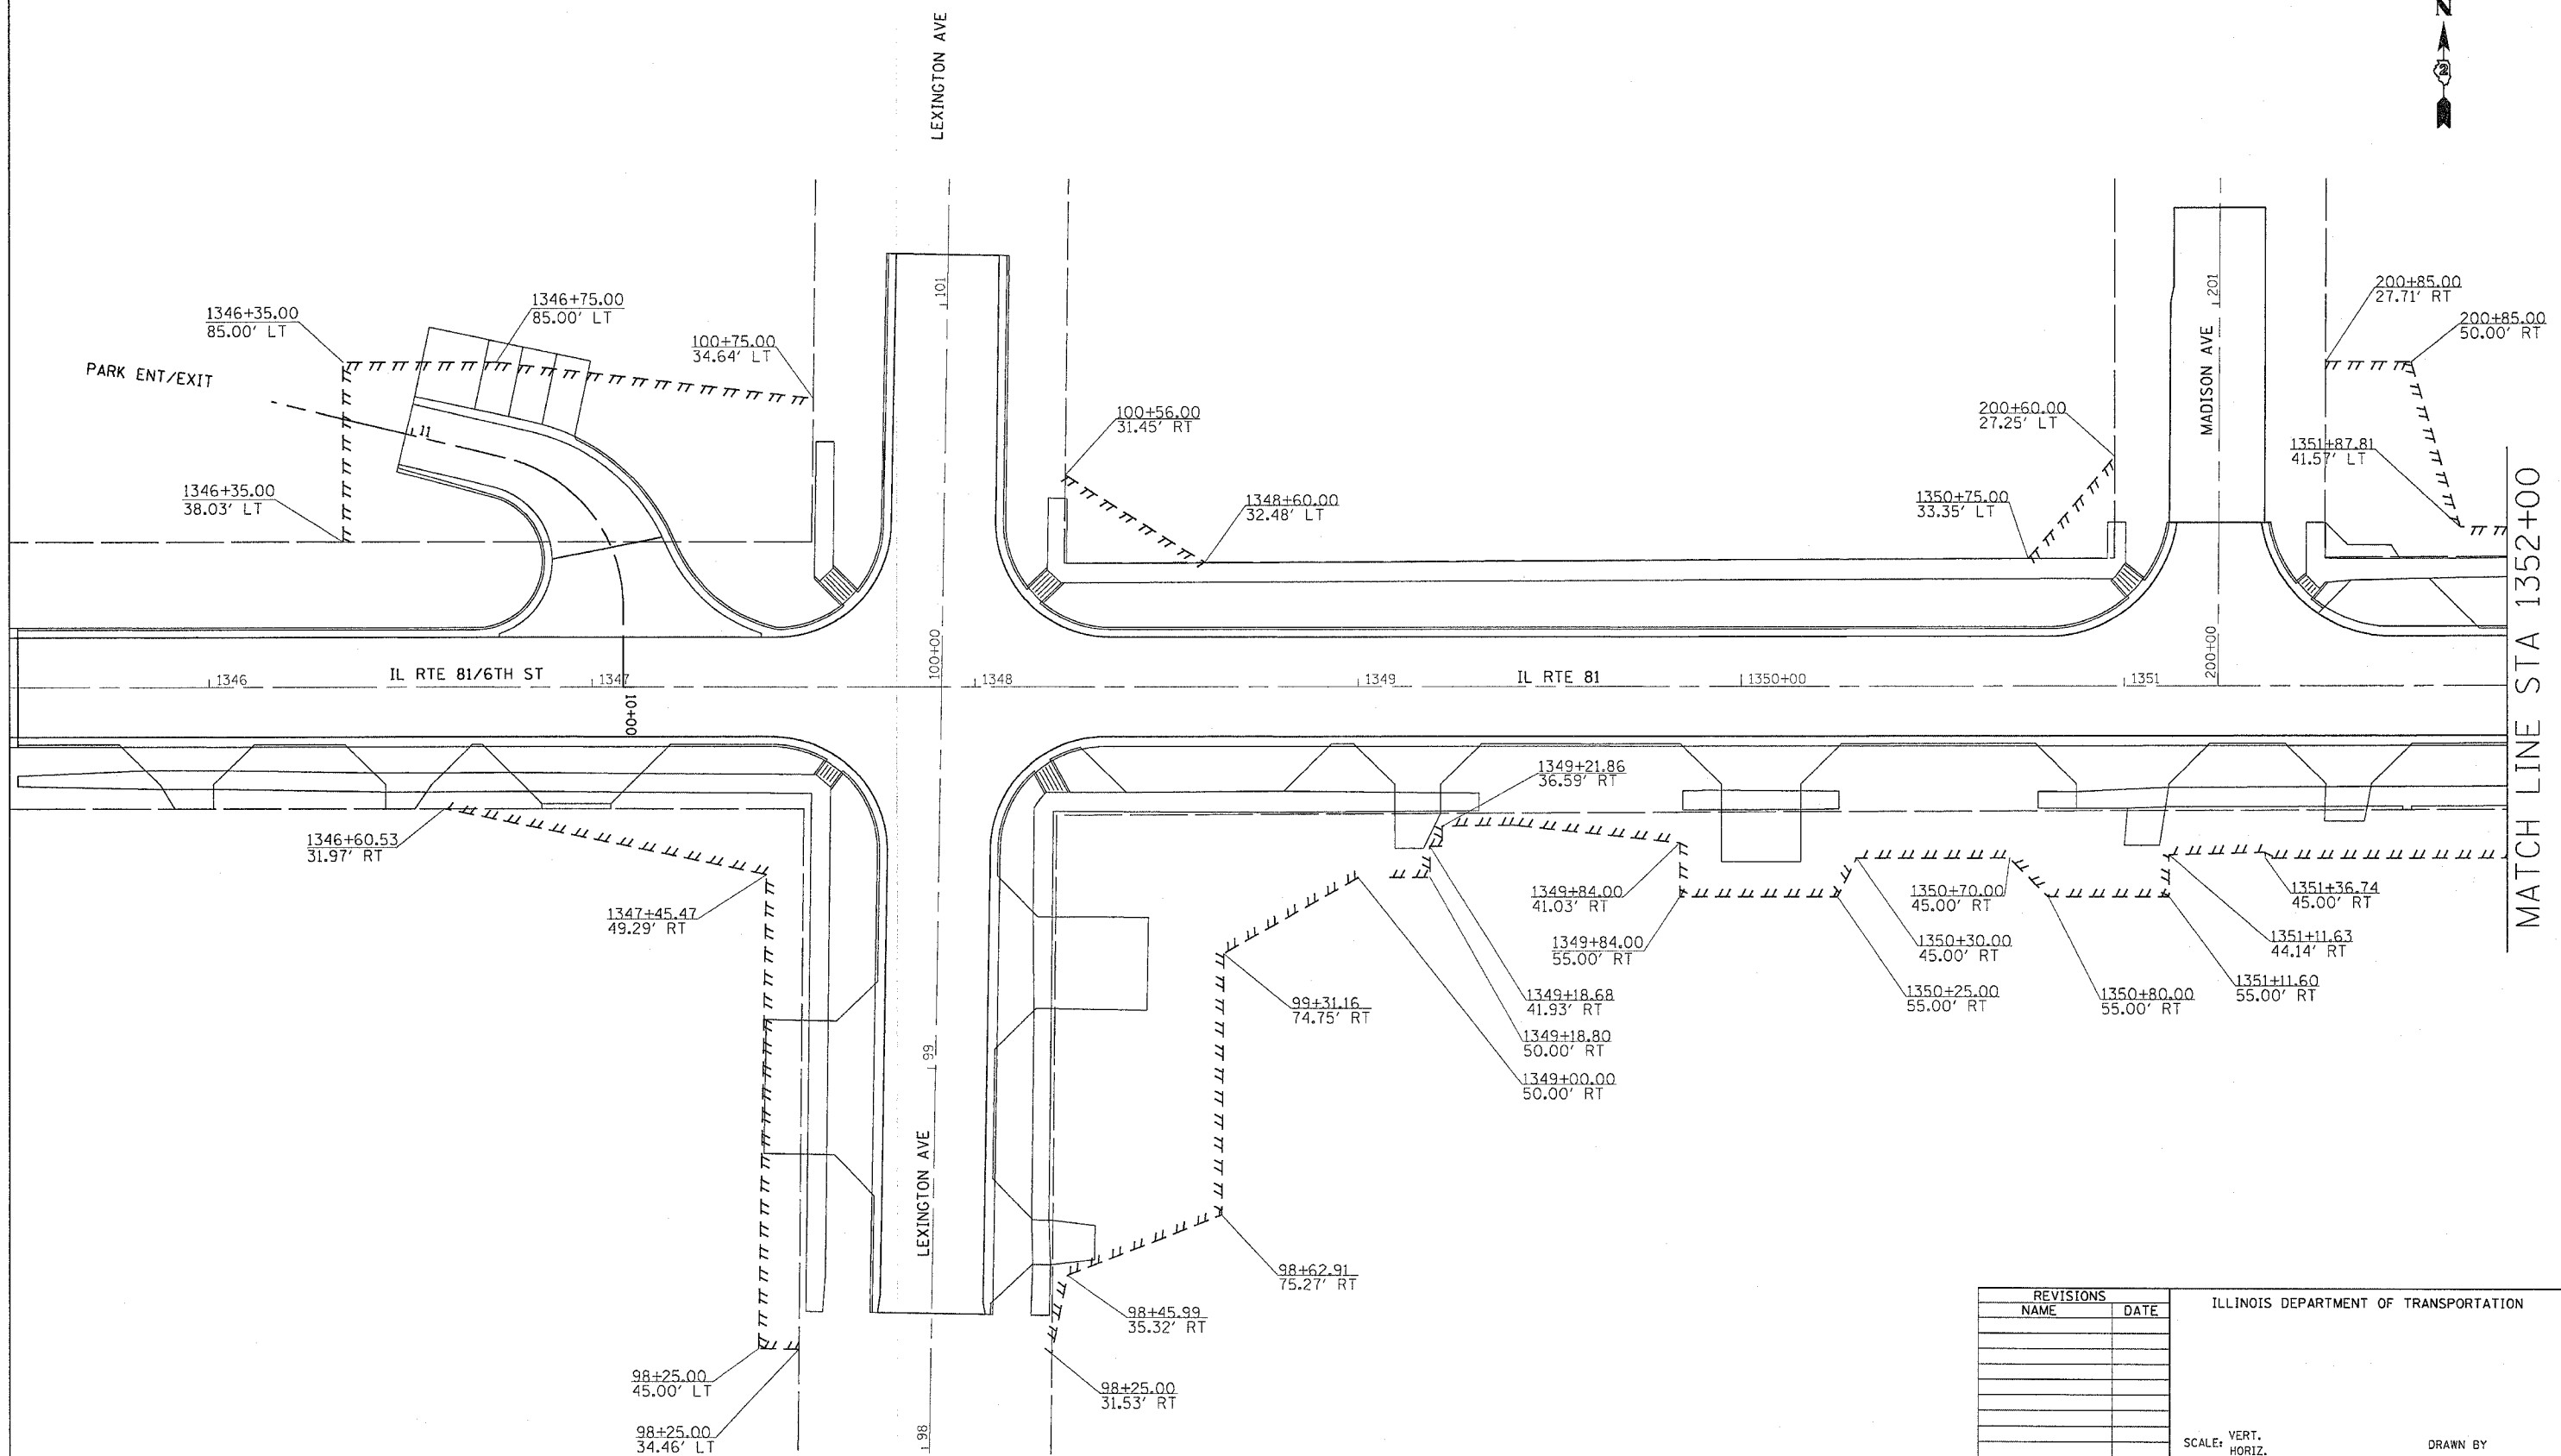 N
2
LEXINGTON AVE
101
MADISON AVE
201
1346+35.00
85.00' LT
1346+75.00
85.00' LT
100+75.00
34.64' LT
PARK ENT/EXIT
11
1346+35.00
38.03' LT
100+56.00
31.45' RT
1348+60.00
32.48' LT
200+60.00
27.25' LT
1350+75.00
33.35' LT
200+85.00
27.71' RT
200+85.00
50.00' RT
1351+87.81
41.57' LT
MATCH LINE STA 1352+00
1346
IL RTE 81/6TH ST
1347
10+00
100+00
1348
1349
IL RTE 81
1350+00
1351
200+00
1346+60.53
31.97' RT
1347+45.47
49.29' RT
1349+21.86
36.59' RT
1349+84.00
41.03' RT
1349+84.00
55.00' RT
1350+70.00
45.00' RT
1350+30.00
45.00' RT
1351+36.74
45.00' RT
1351+11.63
44.14' RT
1351+11.60
55.00' RT
1350+80.00
55.00' RT
1350+25.00
55.00' RT
99+31.16
74.75' RT
1349+18.68
41.93' RT
1349+18.80
50.00' RT
1349+00.00
50.00' RT
99
LEXINGTON AVE
98+62.91
75.27' RT
98+45.99
35.32' RT
98+25.00
45.00' LT
98+25.00
31.53' RT
98+25.00
34.46' LT
98
REVISIONS
NAME DATE
ILLINOIS DEPARTMENT OF TRANSPORTATION
SCALE: VERT.
HORIZ.
DRAWN BY